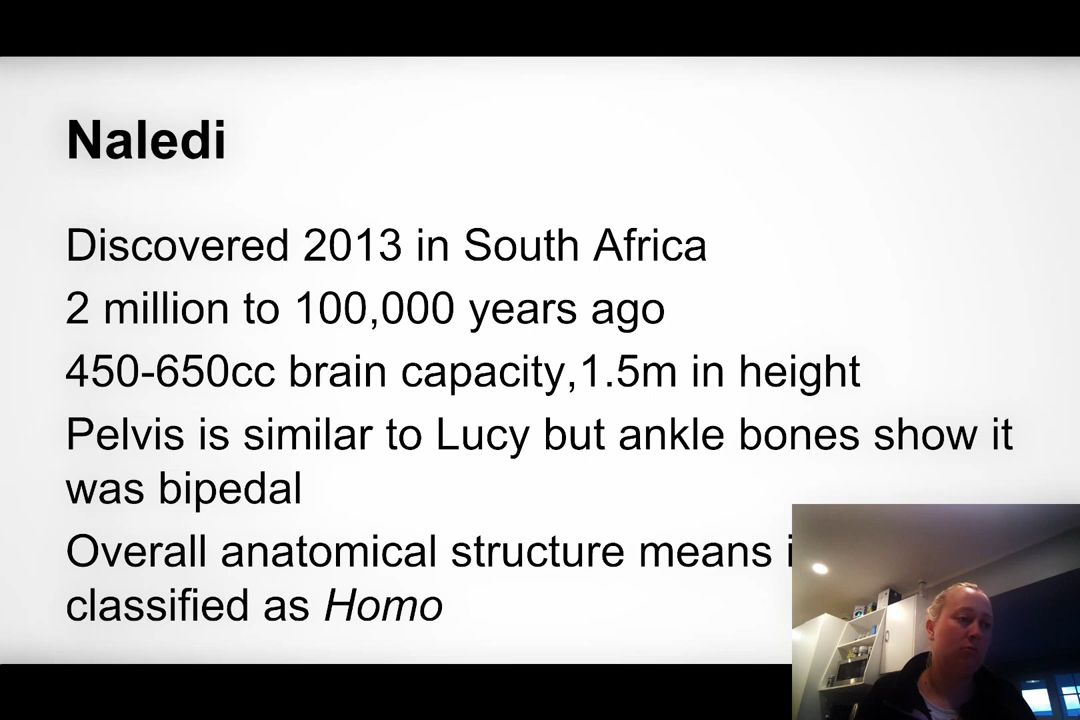 Naledi
Discovered 2013 in South Africa
2 million to 100,000 years ago
450-650cc brain capacity,1.5m in height
Pelvis is similar to Lucy but ankle bones show it
was bipedal
Overall anatomical structure means
classified as Homo